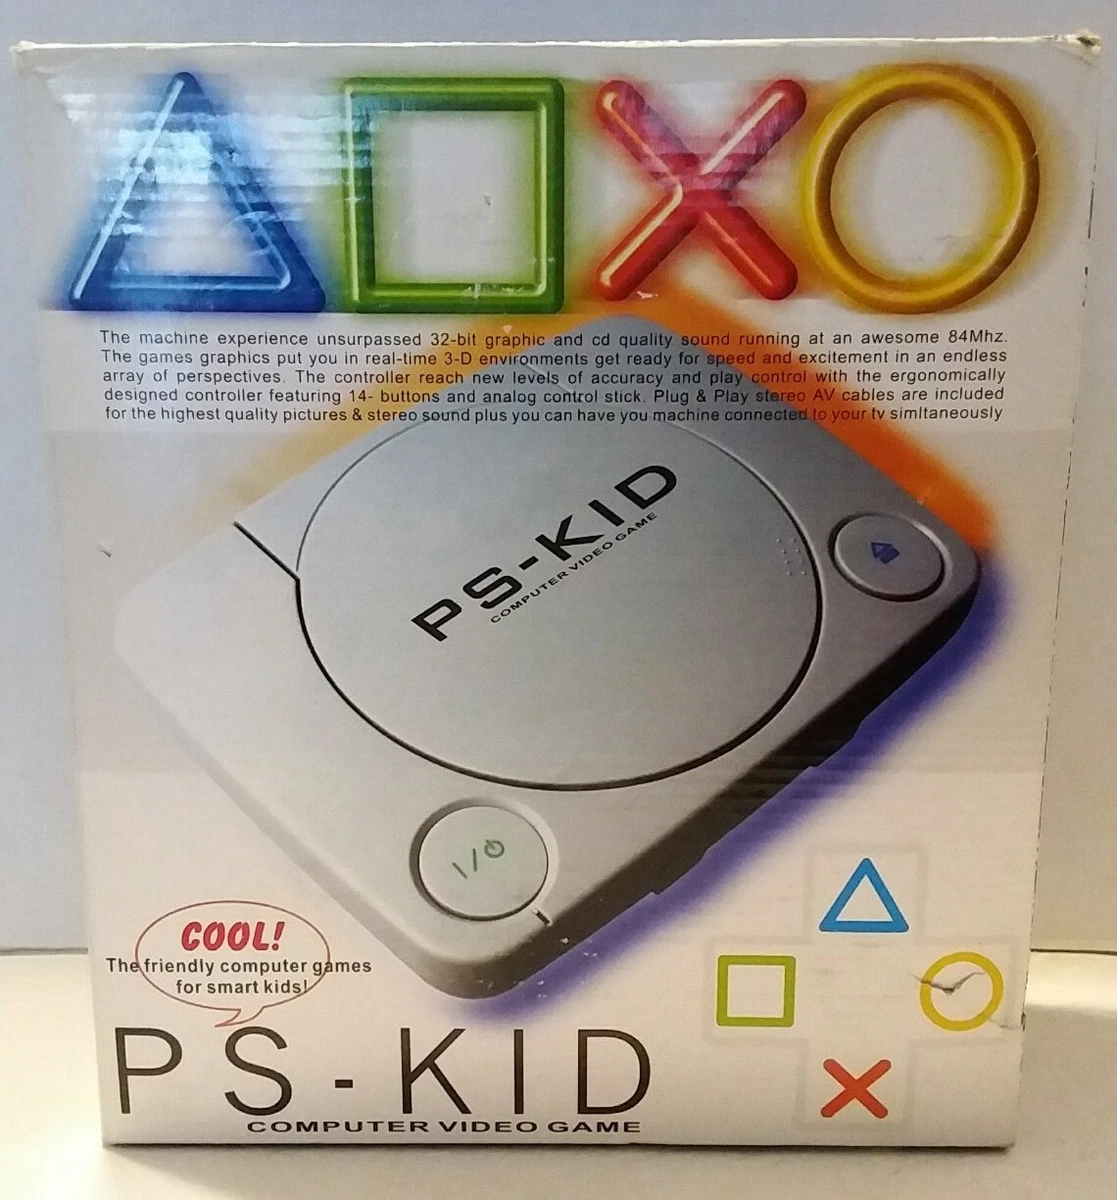 The machine experience unsurpassed 32-bit graphic and cd quality sound running at an awesome 84Mhz.
The games graphics put you in real-time 3-D environments get ready for speed and excitement in an endless
array of perspectives. The controller reach new levels of accuracy and play control with the ergonomically
designed controller featuring 14- buttons and analog control stick. Plug & Play stereo AV cables are included
for the highest quality pictures & stereo sound plus you can have you machine connected to your tv simltaneously
PS-KID
COMPUTER VIDEO GAME
COOL!
The friendly computer games
for smart kids!
PS-KID
COMPUTER VIDEO GAME